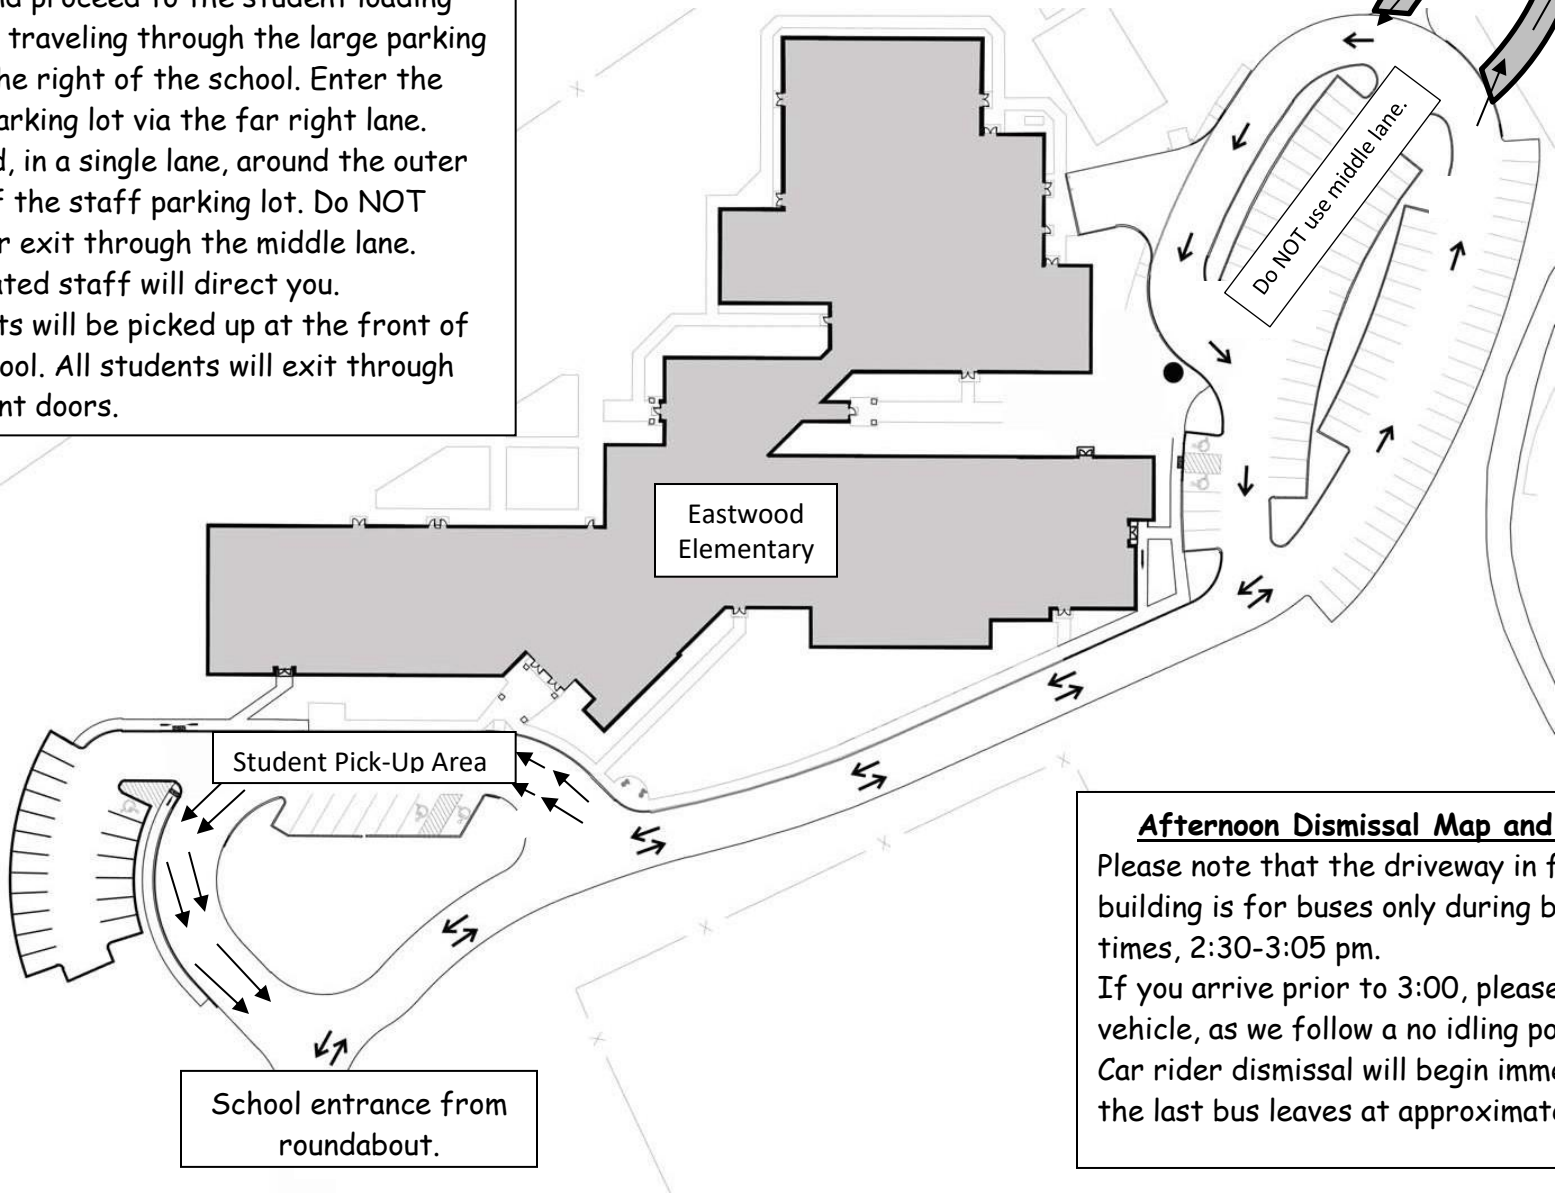 nd proceed to the student loading
traveling through the large parking
he right of the school. Enter the
arking lot via the far right lane.
d, in a single lane, around the outer
f the staff parking lot. Do NOT
r exit through the middle lane.
ated staff will direct you.
ts will be picked up at the front of
ool. All students will exit through
nt doors.
Do NOT use middle lane.
Eastwood
Elementary
Student Pick-Up Area
Afternoon Dismissal Map and
Please note that the driveway in f
building is for buses only during b
times, 2:30-3:05 pm.
If you arrive prior to 3:00, please
vehicle, as we follow a no idling po
Car rider dismissal will begin imme
the last bus leaves at approximate
School entrance from
roundabout.